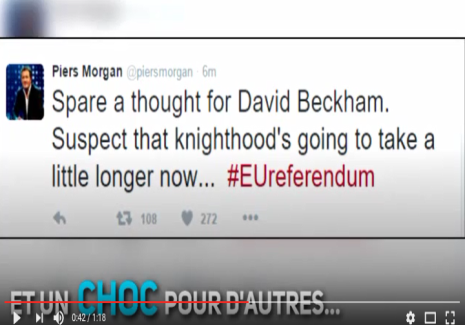 Piers Morgan @piersmorgan · 6m
Spare a thought for David Beckham.
Suspect that knighthood's going to take a
little longer now... #EUreferendum
108 272
ET UN CHOC POUR D'AUTRES...
0:42 / 1:18